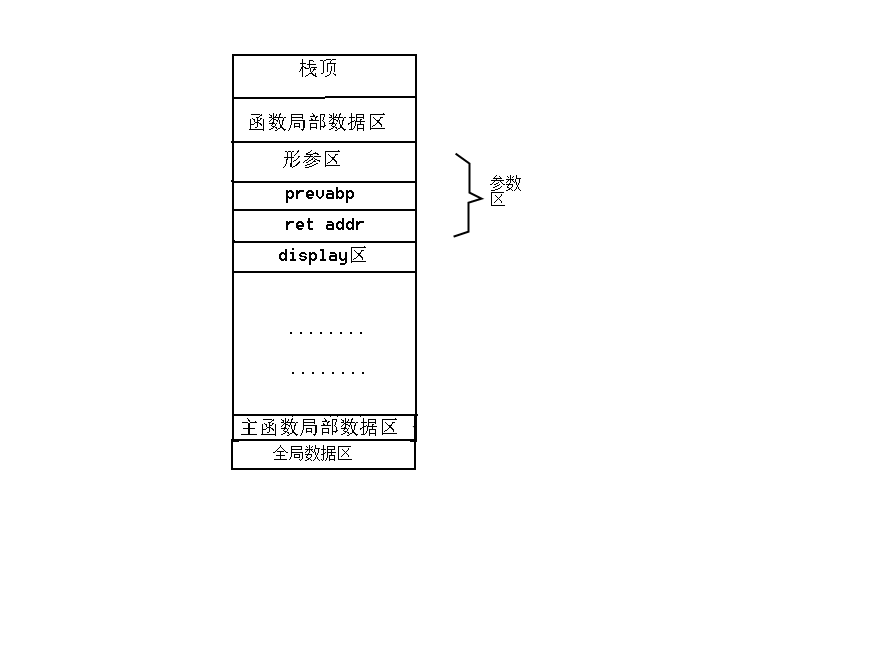 栈顶
函数局部数据区
形参区
prevabp
ret addr
display区
参数
区
........
........
主函数局部数据区
全局数据区